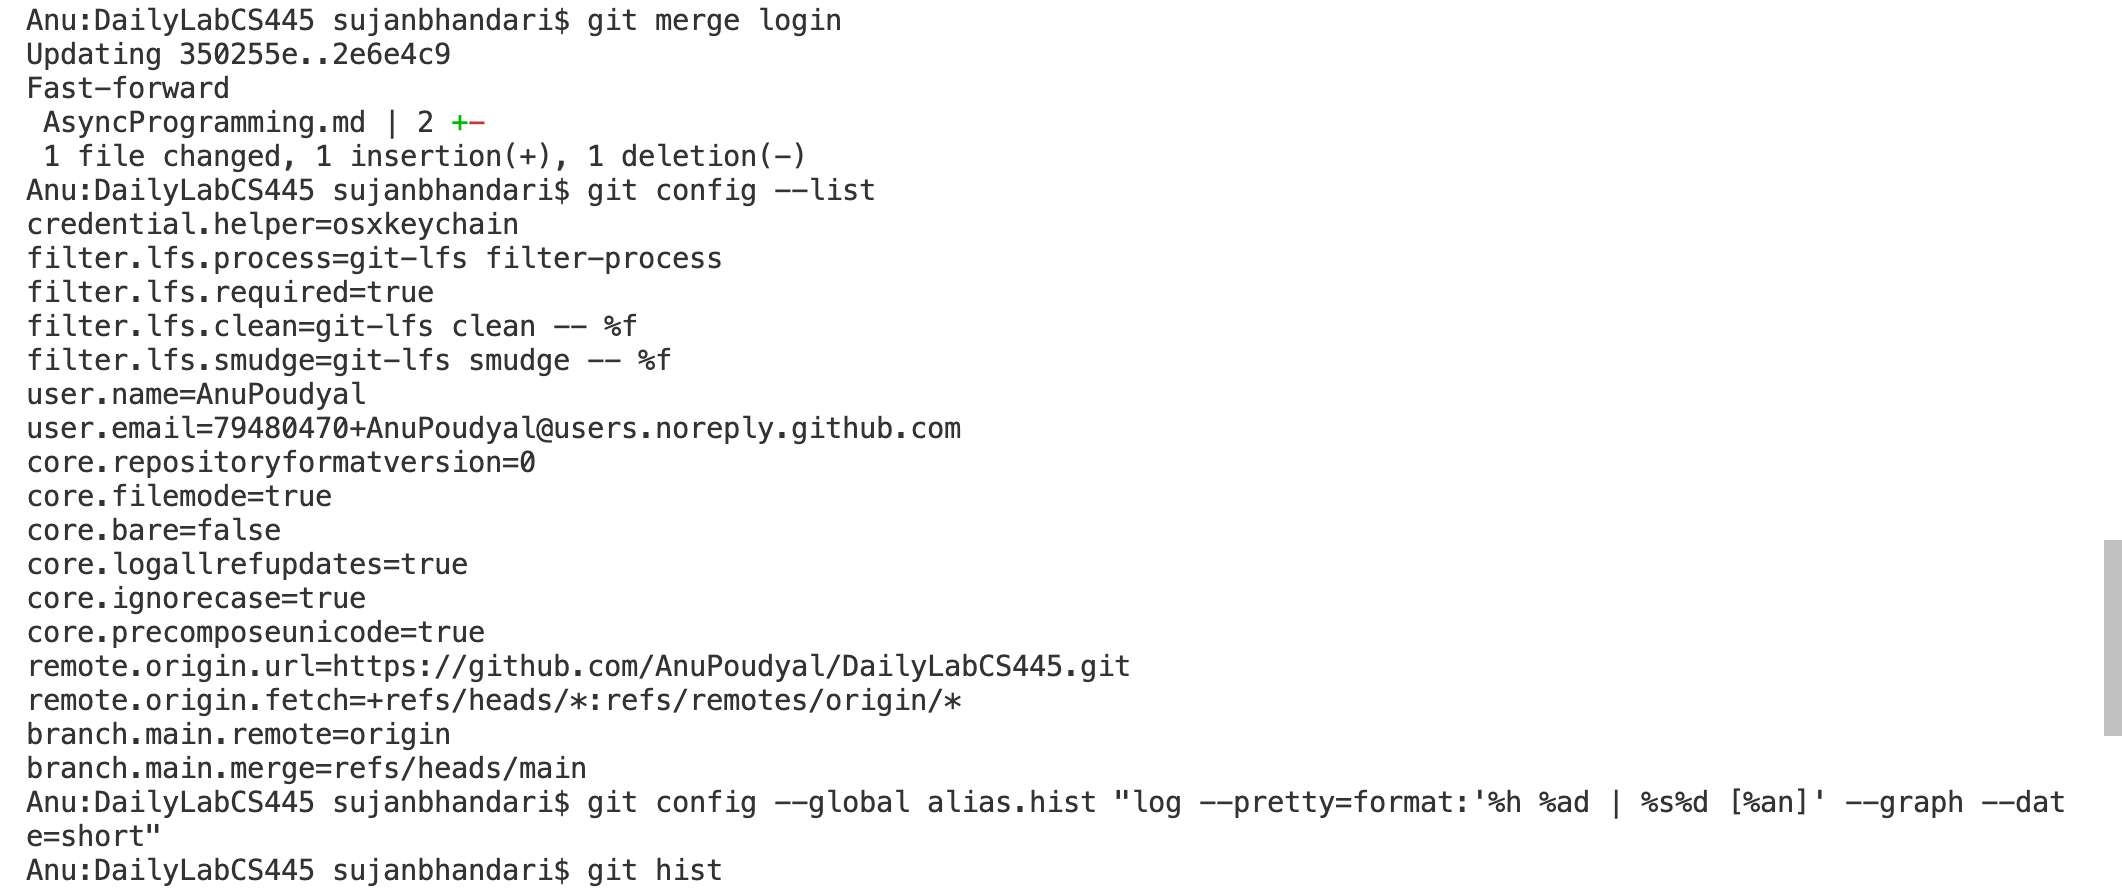 Anu:DailyLabCS445 sujanbhandari$ git merge login
Updating 350255e..2e6e4c9
Fast-forward
 AsyncProgramming.md | 2 +-
 1 file changed, 1 insertion(+), 1 deletion(-)
Anu:DailyLabCS445 sujanbhandari$ git config --list
credential.helper=osxkeychain
filter.lfs.process=git-lfs filter-process
filter.lfs.required=true
filter.lfs.clean=git-lfs clean -- %f
filter.lfs.smudge=git-lfs smudge -- %f
user.name=AnuPoudyal
user.email=79480470+AnuPoudyal@users.noreply.github.com
core.repositoryformatversion=0
core.filemode=true
core.bare=false
core.logallrefupdates=true
core.ignorecase=true
core.precomposeunicode=true
remote.origin.url=https://github.com/AnuPoudyal/DailyLabCS445.git
remote.origin.fetch=+refs/heads/*:refs/remotes/origin/*
branch.main.remote=origin
branch.main.merge=refs/heads/main
Anu:DailyLabCS445 sujanbhandari$ git config --global alias.hist "log --pretty=format:'%h %ad | %s%d [%an]' --graph --dat
e=short"
Anu:DailyLabCS445 sujanbhandari$ git hist